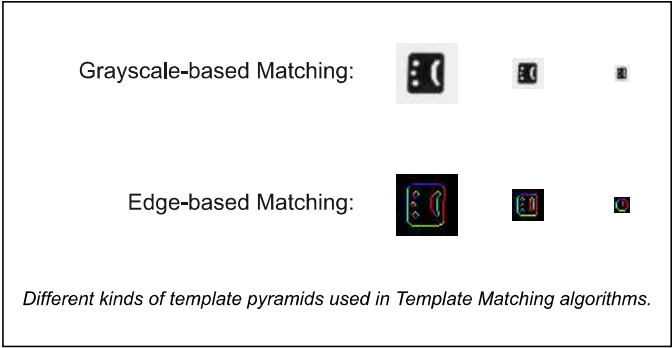 Grayscale-based Matching:
Edge-based Matching:
Different kinds of template pyramids used in Template Matching algorithms.